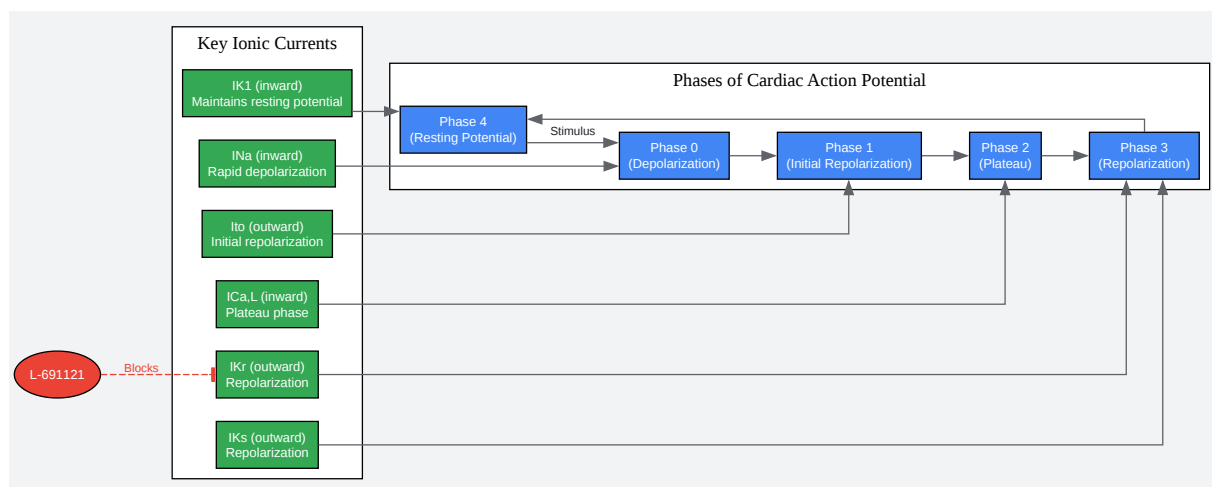 Key Ionic Currents
IK1 (inward)
Maintains resting potential
INa (inward)
Rapid depolarization
Ito (outward)
Initial repolarization
ICa,L (inward)
Plateau phase
IKr (outward)
Repolarization
IKs (outward)
Repolarization
L-691121
Blocks
Phases of Cardiac Action Potential
Phase 4
(Resting Potential)
Stimulus
Phase 0
(Depolarization)
Phase 1
(Initial Repolarization)
Phase 2
(Plateau)
Phase 3
(Repolarization)